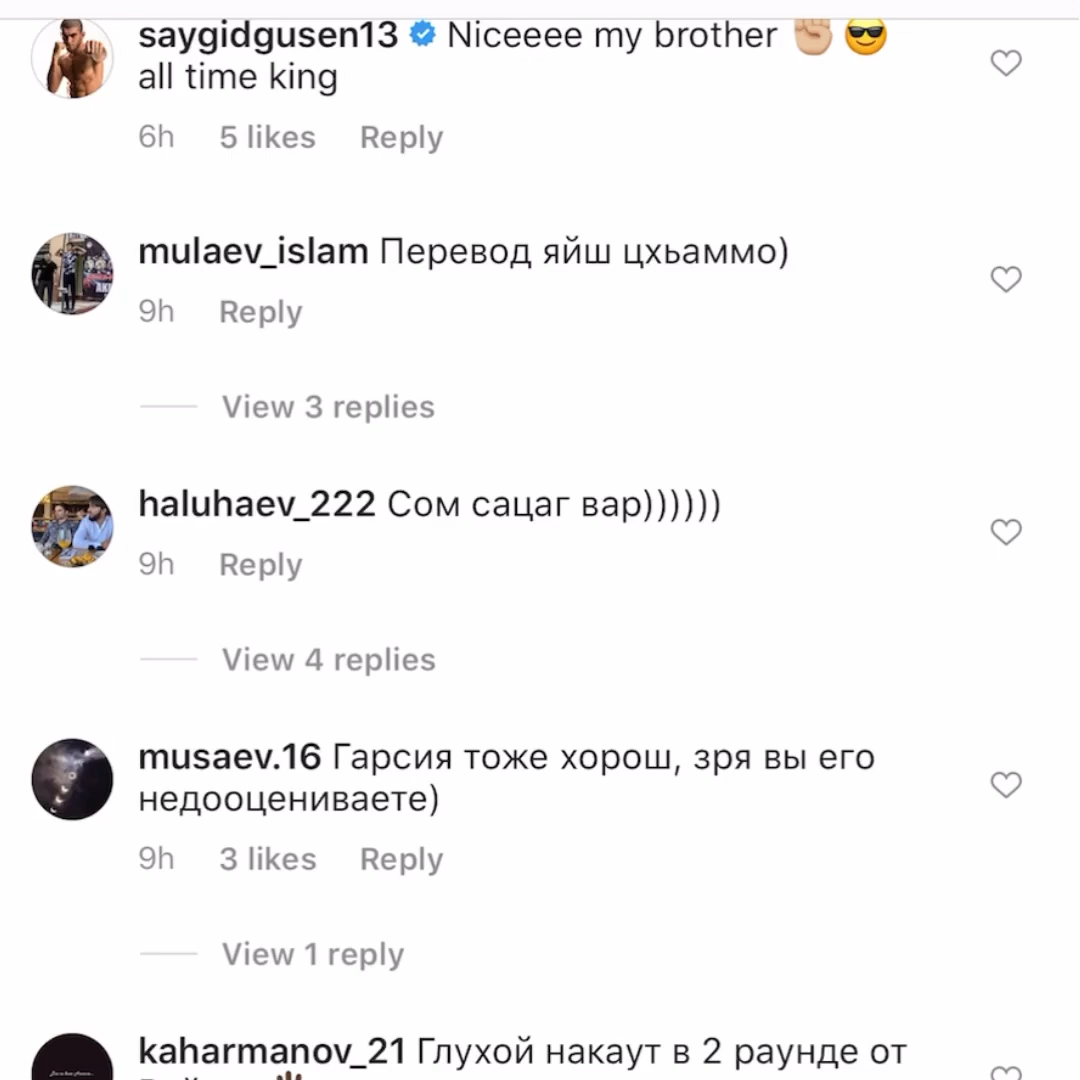 saygidgusen13 Niceeee my brother ✊🏼 😎
all time king
6h 5 likes Reply
mulaev_islam Перевод яйш цхьаммо)
9h Reply
View 3 replies
haluhaev_222 Сом сацаг вар))))))
9h Reply
View 4 replies
musaev.16 Гарсия тоже хорош, зря вы его
недооцениваете)
9h 3 likes Reply
View 1 reply
kaharmanov_21 Глухой накаут в 2 раунде от